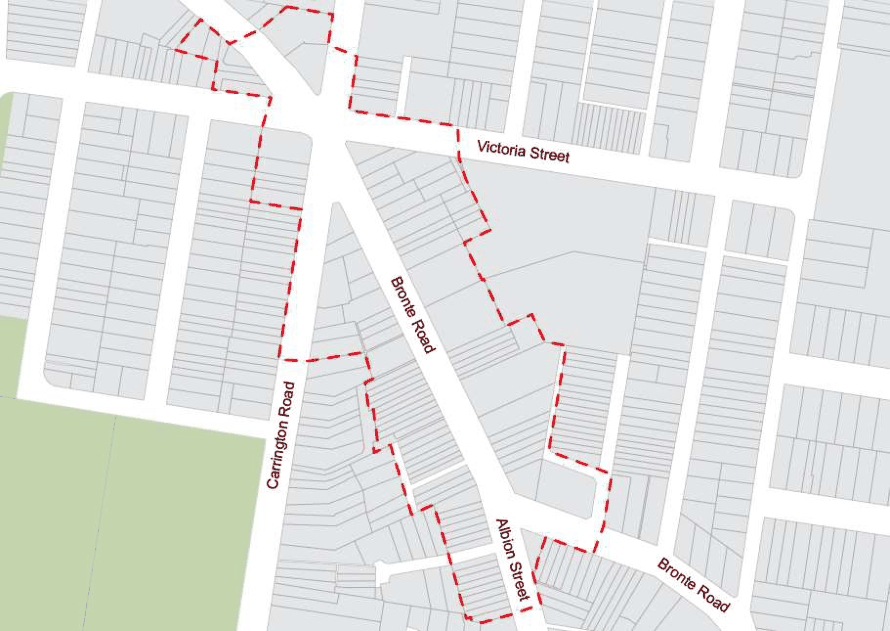 Victoria Street
Bronte Road
Carrington Road
Albion Street
Bronte Road